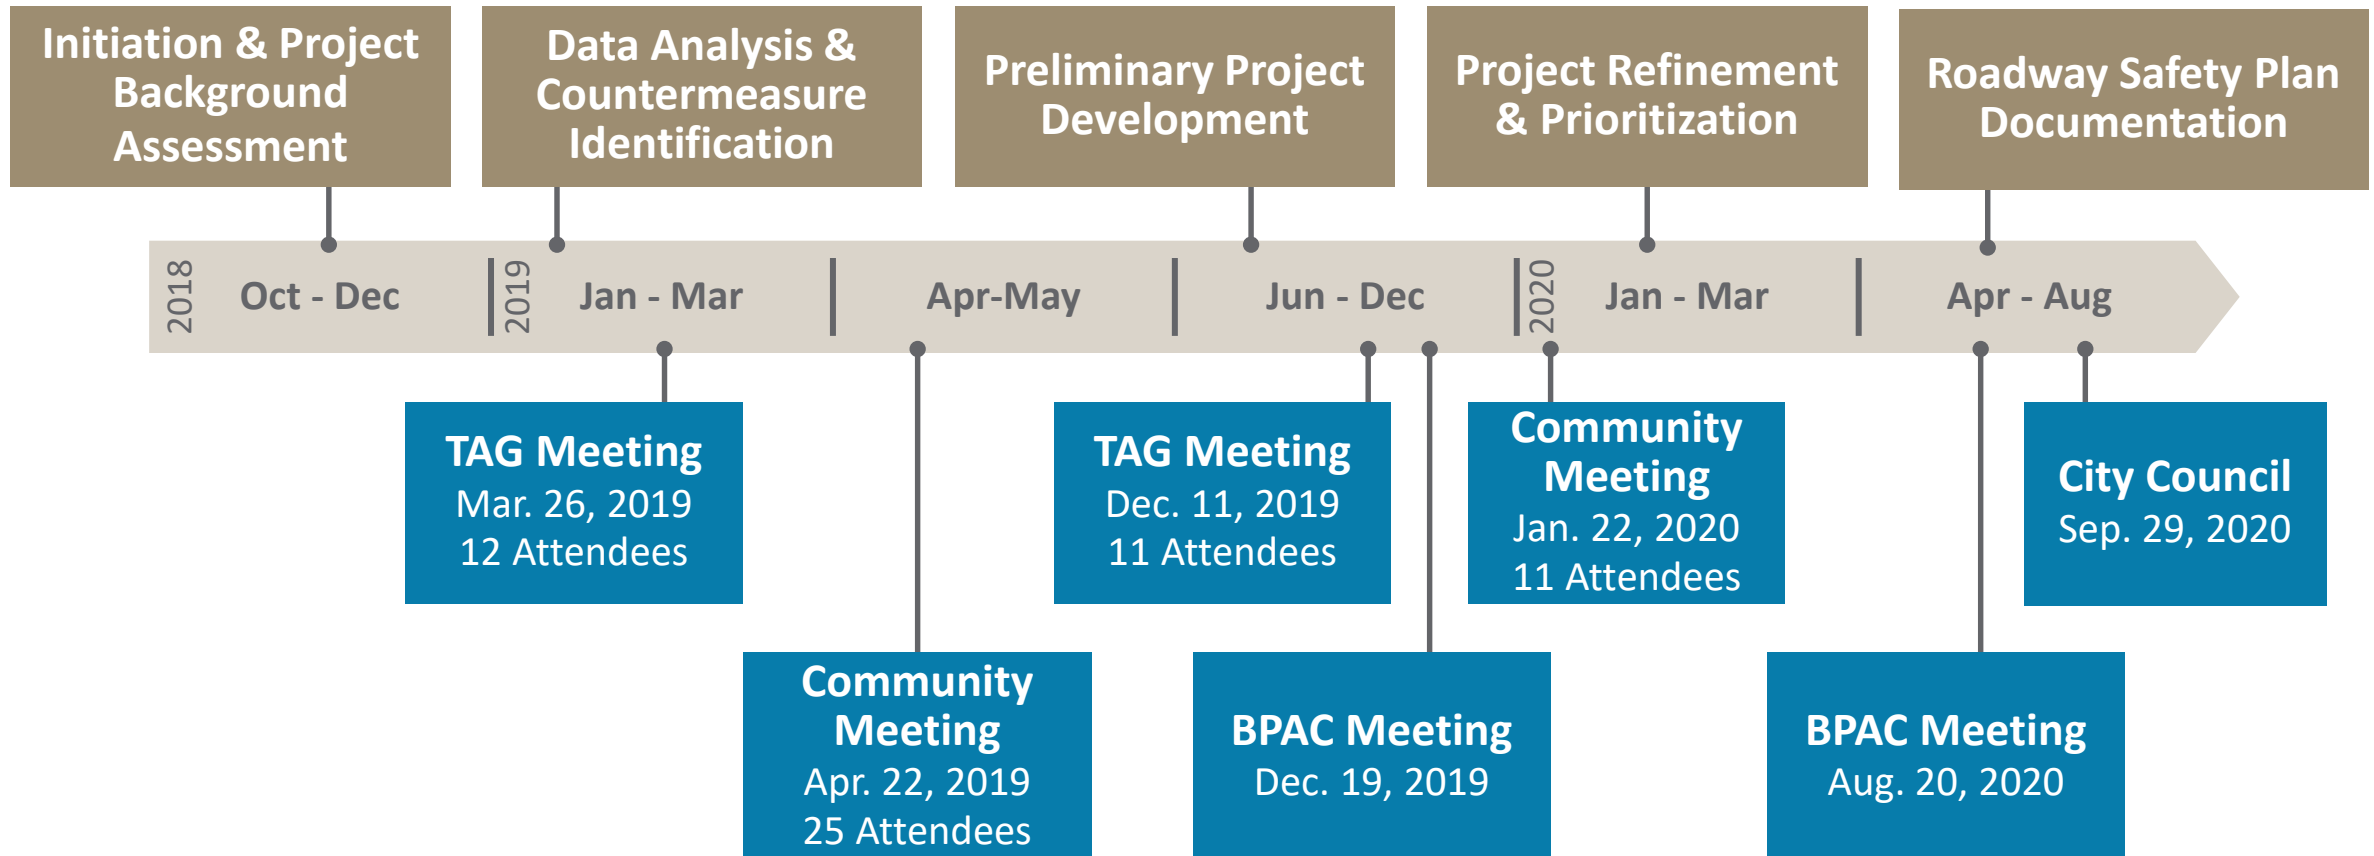 Initiation & Project
Background
Assessment
Data Analysis &
Countermeasure
Identification
Preliminary Project
Development
Project Refinement
& Prioritization
Roadway Safety Plan
Documentation
2018
Oct - Dec
2019
Jan - Mar
Apr-May
Jun - Dec
2020
Jan - Mar
Apr - Aug
TAG Meeting
Mar. 26, 2019
12 Attendees
Community
Meeting
Apr. 22, 2019
25 Attendees
TAG Meeting
Dec. 11, 2019
11 Attendees
BPAC Meeting
Dec. 19, 2019
Community
Meeting
Jan. 22, 2020
11 Attendees
BPAC Meeting
Aug. 20, 2020
City Council
Sep. 29, 2020